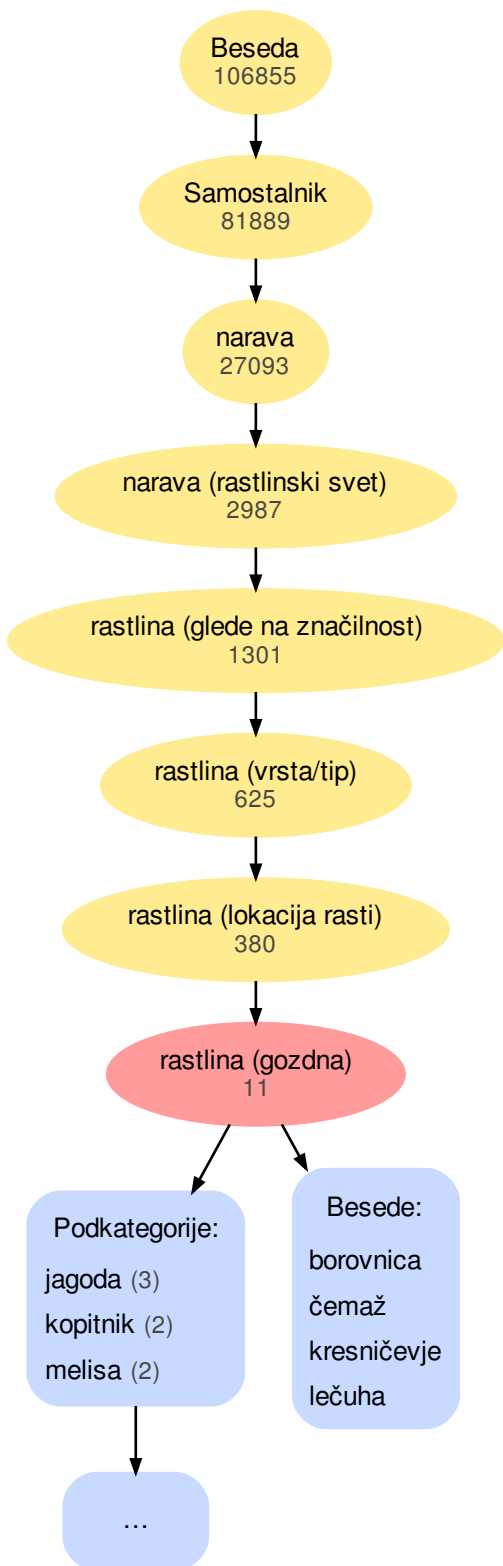 Beseda
106855
Samostalnik
81889
narava
27093
narava (rastlinski svet)
2987
rastlina (glede na značilnost)
1301
rastlina (vrsta/tip)
625
rastlina (lokacija rasti)
380
rastlina (gozdna)
11
Podkategorije:
jagoda (3)
kopitnik (2)
melisa (2)
...
Besede:
borovnica
čemaž
kresničevje
lečuha